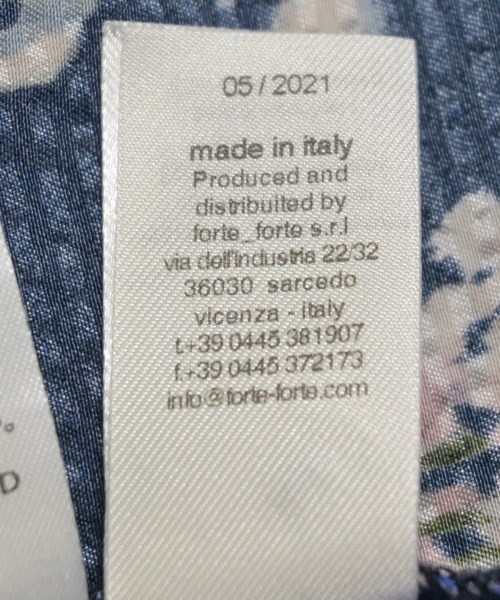 05 / 2021
made in italy
Produced and
distribuited by
forte_forte s.r.l
via dell'industria 22/32
36030 sarcedo
vicenza - italy
t.+39 0445 381907
f.+39 0445 372173
info@forte-forte.com
D